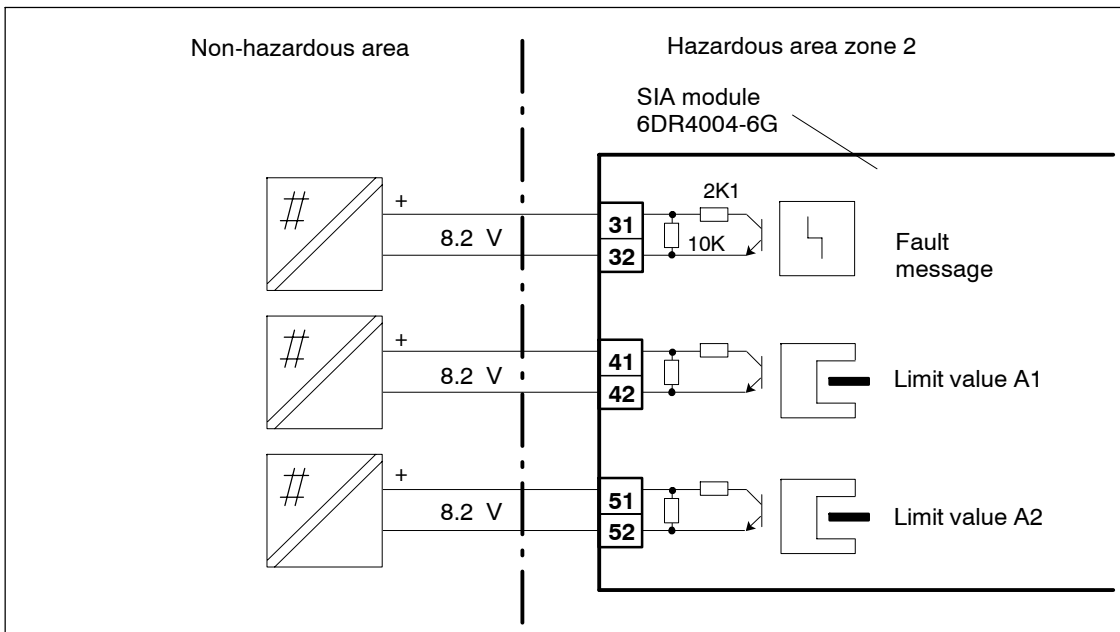 Non-hazardous area
Hazardous area zone 2
SIA module
6DR4004-6G
+
8.2 V
31
32
2K1
10K
Fault
message
+
8.2 V
41
42
Limit value A1
+
8.2 V
51
52
Limit value A2